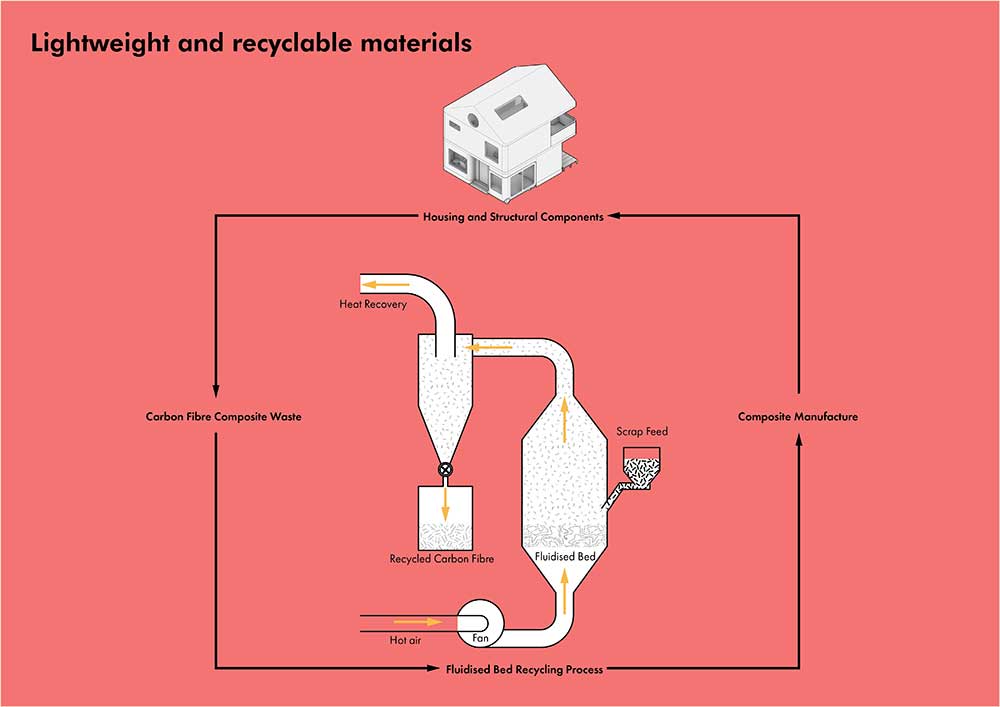 Lightweight and recyclable materials
Housing and Structural Components
Heat Recovery
Carbon Fibre Composite Waste
Composite Manufacture
Scrap Feed
Recycled Carbon Fibre
Fluidised Bed
Hot air
Fan
Fluidised Bed Recycling Process